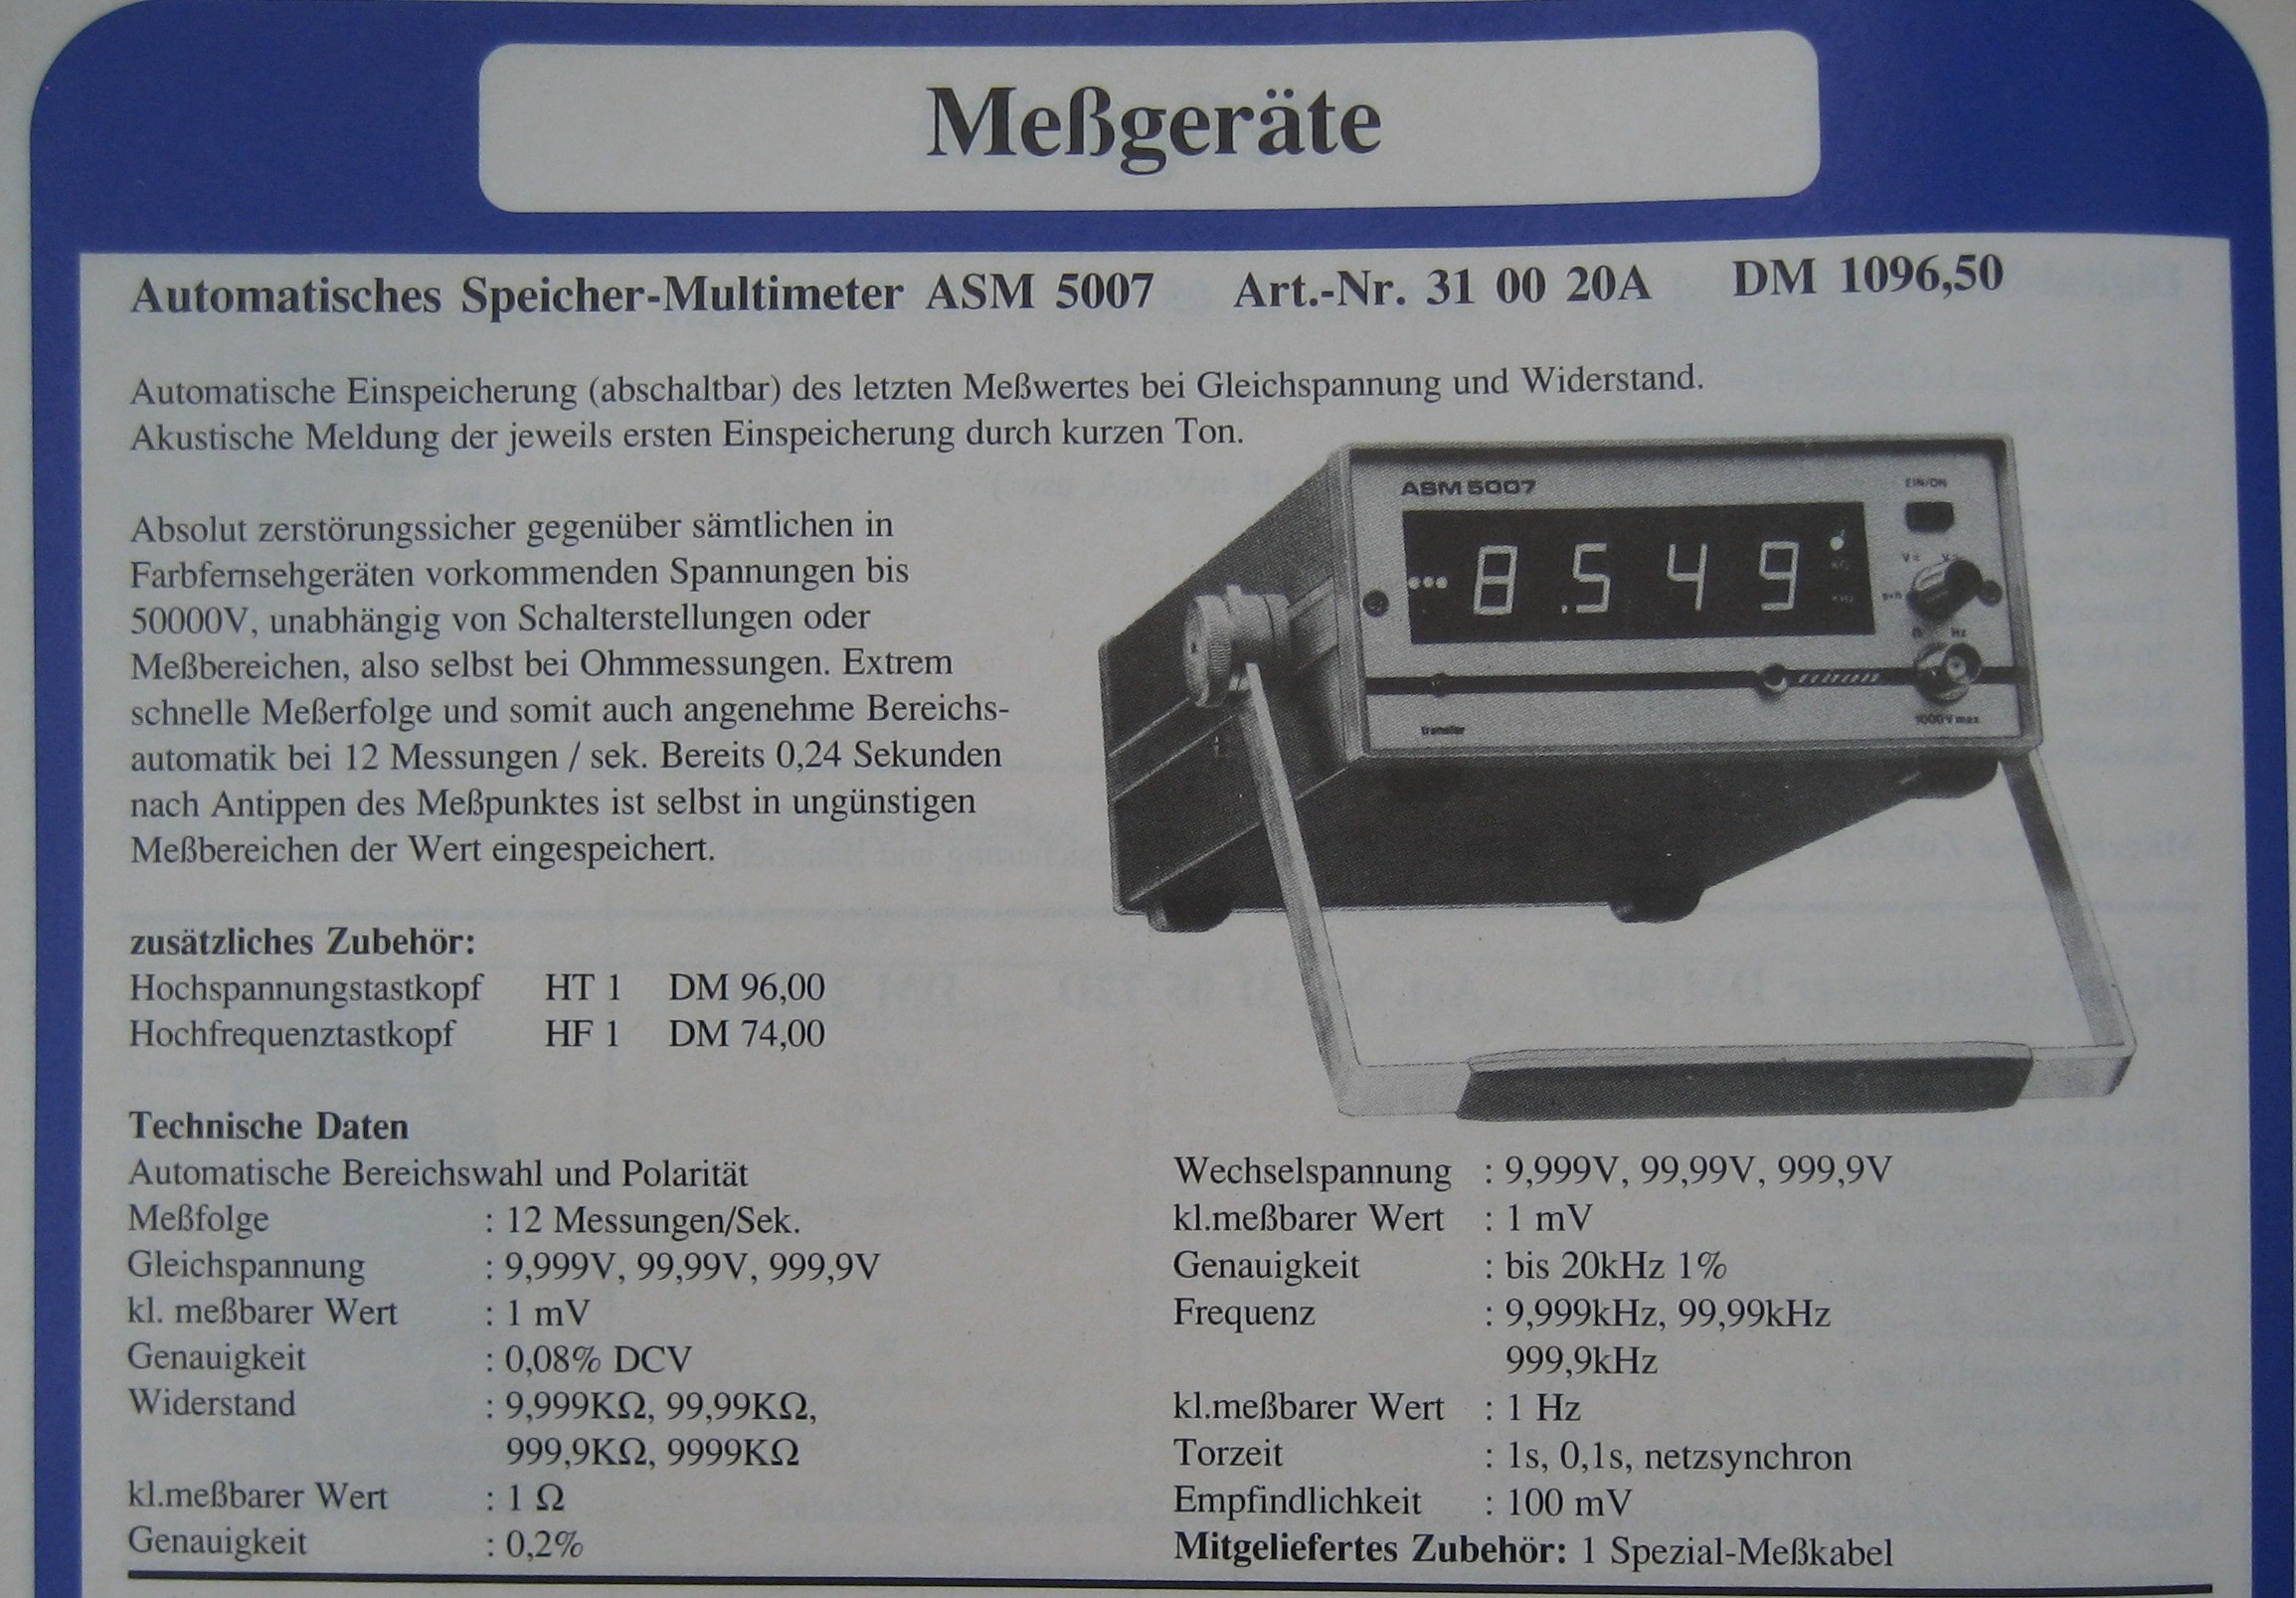 Meßgeräte
Automatisches Speicher-Multimeter ASM 5007 Art.-Nr. 31 00 20A DM 1096,50
Automatische Einspeicherung (abschaltbar) des letzten Meßwertes bei Gleichspannung und Widerstand.
Akustische Meldung der jeweils ersten Einspeicherung durch kurzen Ton.
Absolut zerstörungssicher gegenüber sämtlichen in
Farbfernsehgeräten vorkommenden Spannungen bis
50000V, unabhängig von Schalterstellungen oder
Meßbereichen, also selbst bei Ohmmessungen. Extrem
schnelle Meßerfolge und somit auch angenehme Bereichs-
automatik bei 12 Messungen / sek. Bereits 0,24 Sekunden
nach Antippen des Meßpunktes ist selbst in ungünstigen
Meßbereichen der Wert eingespeichert.
ASM 5007
EIN/ON
8.549
V= V~
Ω Hz
1000V max
transfer
zusätzliches Zubehör:
Hochspannungstastkopf HT 1 DM 96,00
Hochfrequenztastkopf HF 1 DM 74,00
Technische Daten
Automatische Bereichswahl und Polarität
Meßfolge : 12 Messungen/Sek.
Gleichspannung : 9,999V, 99,99V, 999,9V
kl. meßbarer Wert : 1 mV
Genauigkeit : 0,08% DCV
Widerstand : 9,999KΩ, 99,99KΩ,
999,9KΩ, 9999KΩ
kl.meßbarer Wert : 1 Ω
Genauigkeit : 0,2%
Wechselspannung : 9,999V, 99,99V, 999,9V
kl.meßbarer Wert : 1 mV
Genauigkeit : bis 20kHz 1%
Frequenz : 9,999kHz, 99,99kHz
999,9kHz
kl.meßbarer Wert : 1 Hz
Torzeit : 1s, 0,1s, netzsynchron
Empfindlichkeit : 100 mV
Mitgeliefertes Zubehör: 1 Spezial-Meßkabel